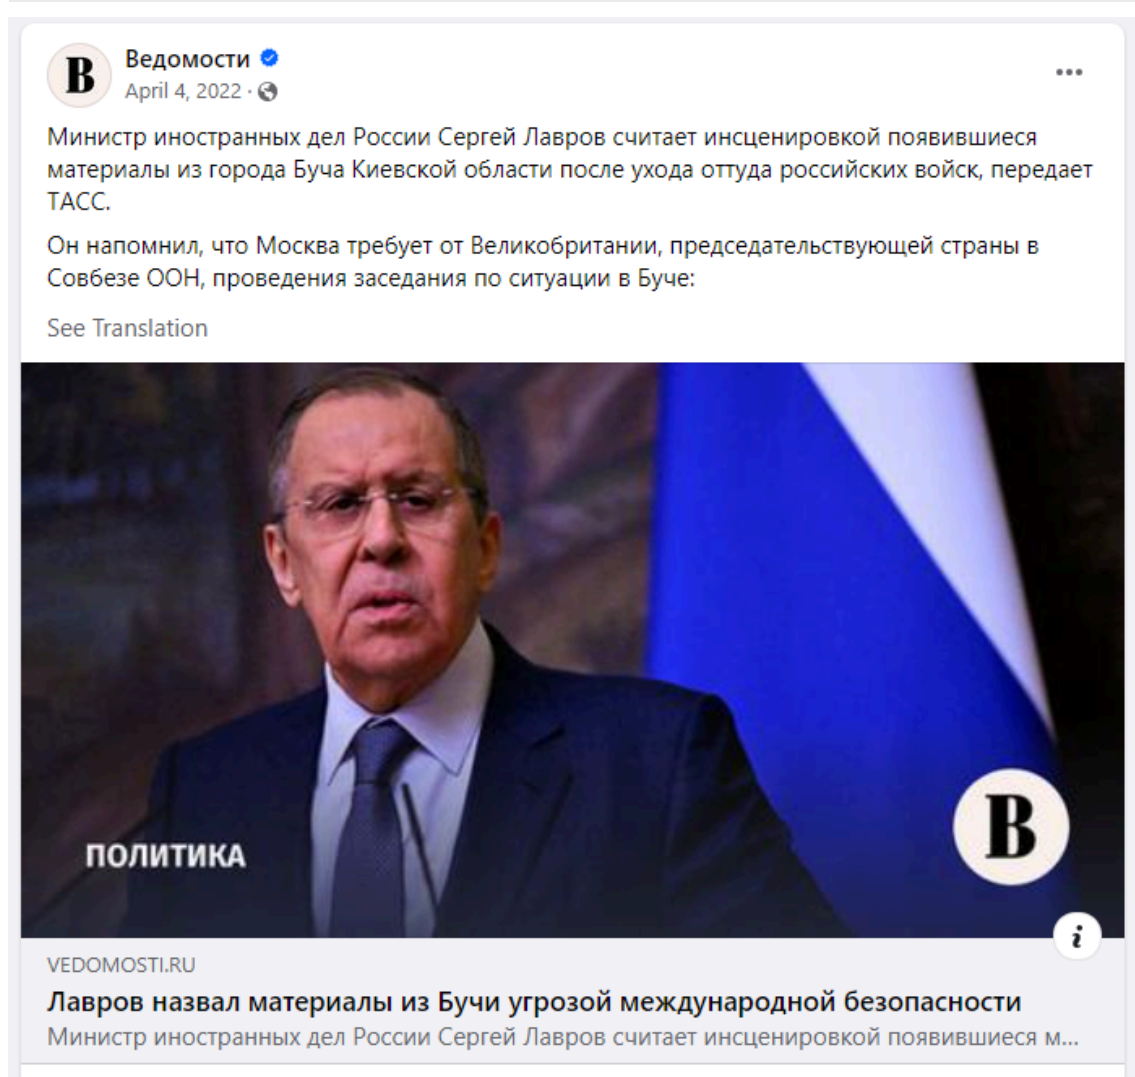 Ведомости
April 4, 2022 ·
Министр иностранных дел России Сергей Лавров считает инсценировкой появившиеся
материалы из города Буча Киевской области после ухода оттуда российских войск, передает
ТАСС.
Он напомнил, что Москва требует от Великобритании, председательствующей страны в
Совбезе ООН, проведения заседания по ситуации в Буче:
See Translation
ПОЛИТИКА
VEDOMOSTI.RU
Лавров назвал материалы из Бучи угрозой международной безопасности
Министр иностранных дел России Сергей Лавров считает инсценировкой появившиеся м...